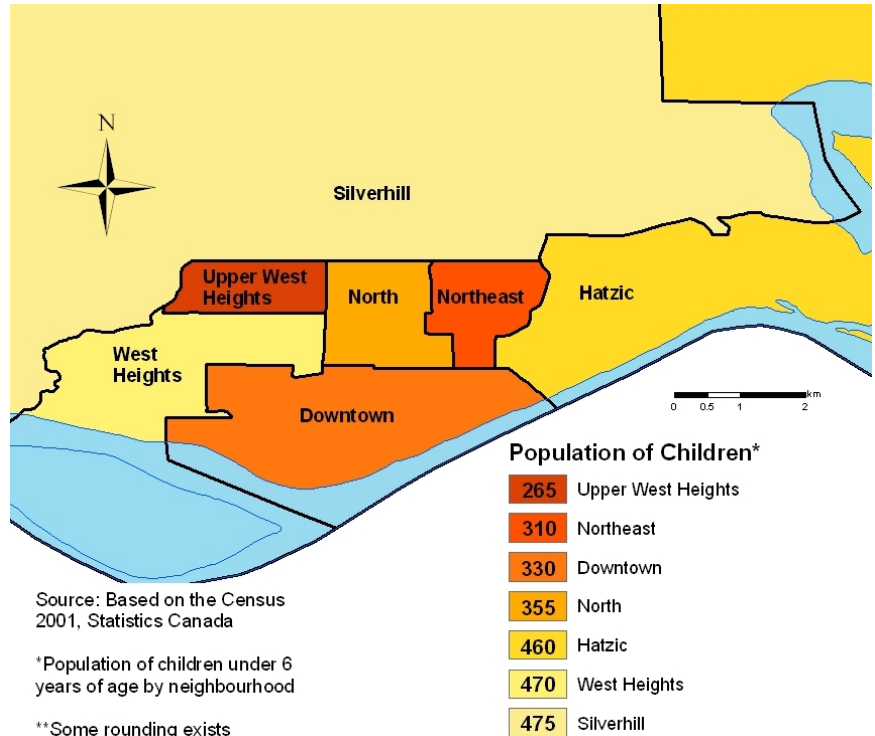 N
Silverhill
Upper West
Heights
North
Northeast
Hatzic
West
Heights
Downtown
km
0 0.5 1 2
Population of Children*
265 Upper West Heights
310 Northeast
330 Downtown
355 North
460 Hatzic
470 West Heights
475 Silverhill
Source: Based on the Census
2001, Statistics Canada
*Population of children under 6
years of age by neighbourhood
**Some rounding exists